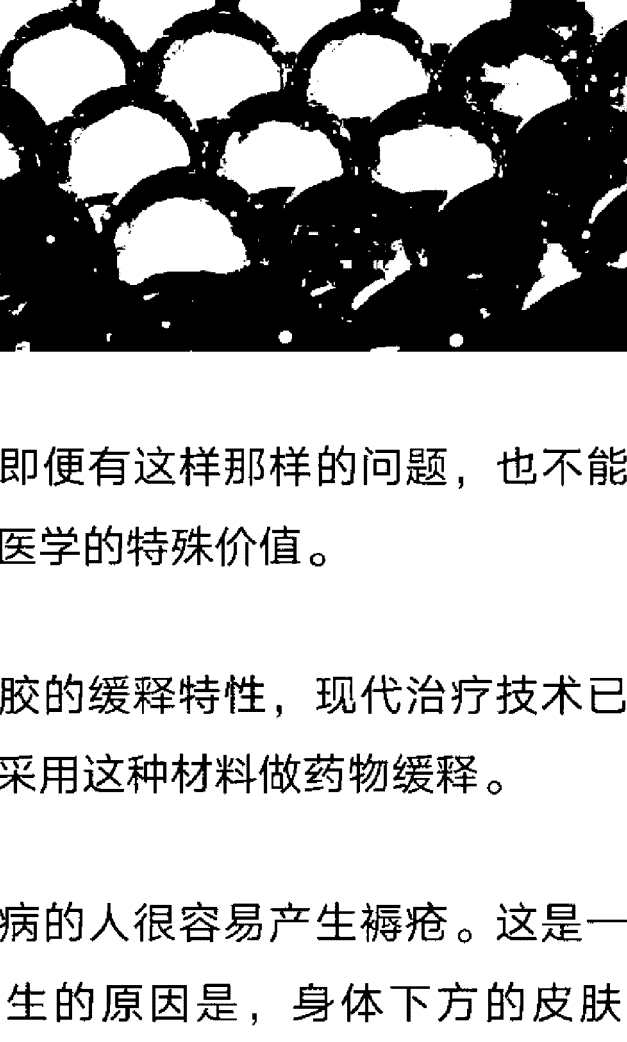 即便有这样那样的问题，也不能
医学的特殊价值。
胶的缓释特性，现代治疗技术已
采用这种材料做药物缓释。
病的人很容易产生褥疮。这是一
生的原因是，身体下方的皮肤